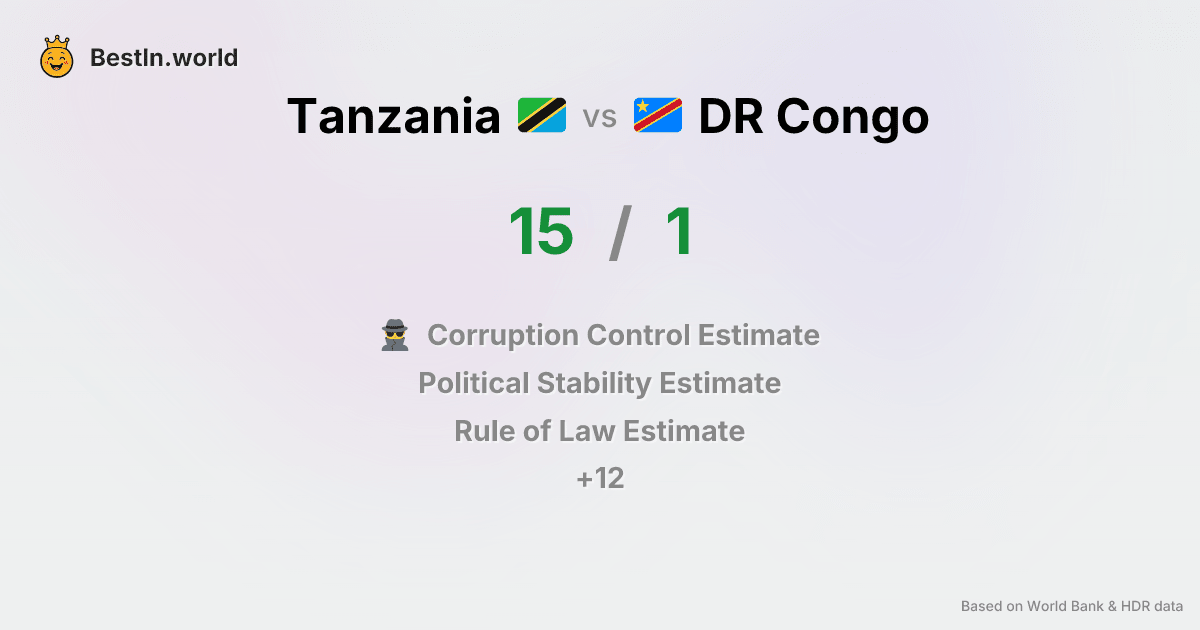 BestIn.world
Tanzania vs DR Congo
15 / 1
Corruption Control Estimate
Political Stability Estimate
Rule of Law Estimate
+12
Based on World Bank & HDR data